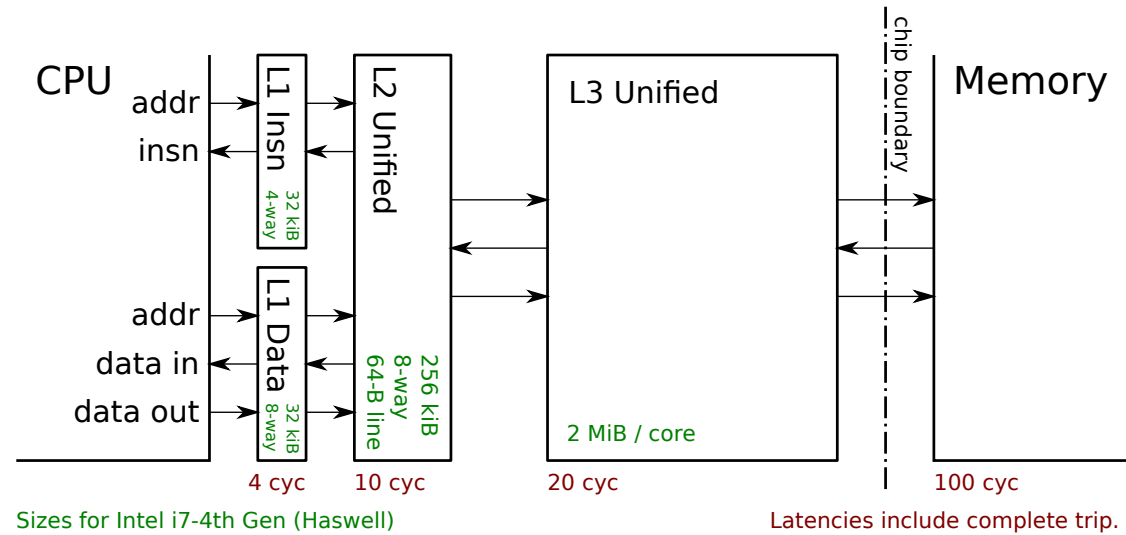 CPU
addr
insn
addr
data in
data out
L1 Insn
32 kiB
4-way
L1 Data
32 kiB
8-way
L2 Unified
256 kiB
8-way
64-B line
L3 Unified
2 MiB / core
chip boundary
Memory
4 cyc
10 cyc
20 cyc
100 cyc
Sizes for Intel i7-4th Gen (Haswell)
Latencies include complete trip.